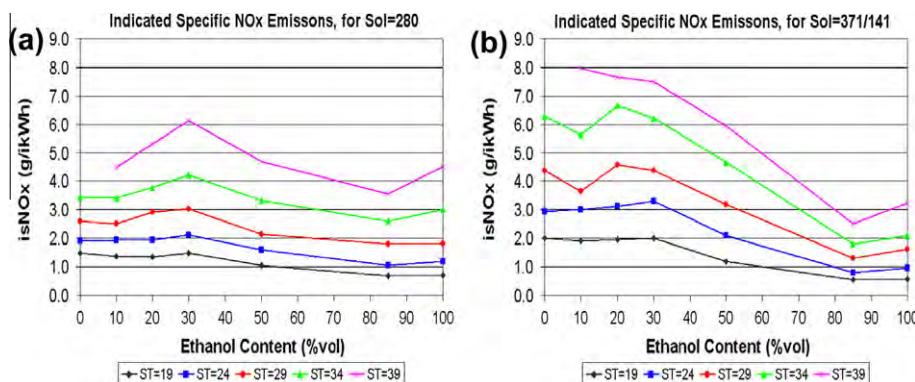 (a)
Indicated Specific NOx Emissons, for SoI=280
9.0
8.0
7.0
6.0
5.0
4.0
3.0
2.0
1.0
0.0
isNOx (g/ikWh)
0 10 20 30 40 50 60 70 80 90 100
Ethanol Content (%vol)
ST=19 ST=24 ST=29 ST=34 ST=39
(b)
Indicated Specific NOx Emissons, for SoI=371/141
9.0
8.0
7.0
6.0
5.0
4.0
3.0
2.0
1.0
0.0
isNOx (g/ikWh)
0 10 20 30 40 50 60 70 80 90 100
Ethanol Content (%vol)
ST=19 ST=24 ST=29 ST=34 ST=39